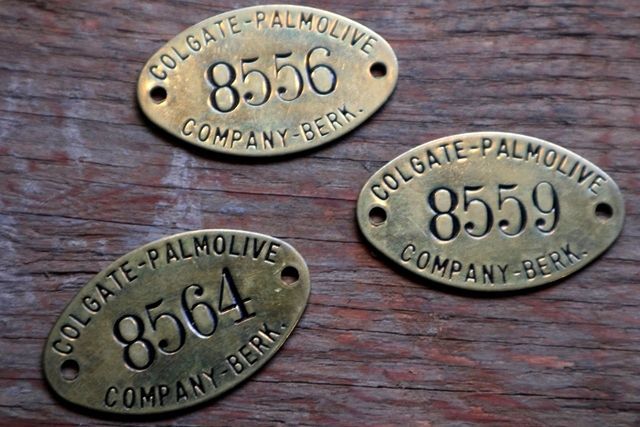 COLGATE-PALMOLIVE
8556
COMPANY-BERK.
COLGATE-PALMOLIVE
8559
COMPANY-BERK.
COLGATE-PALMOLIVE
8564
COMPANY-BERK.